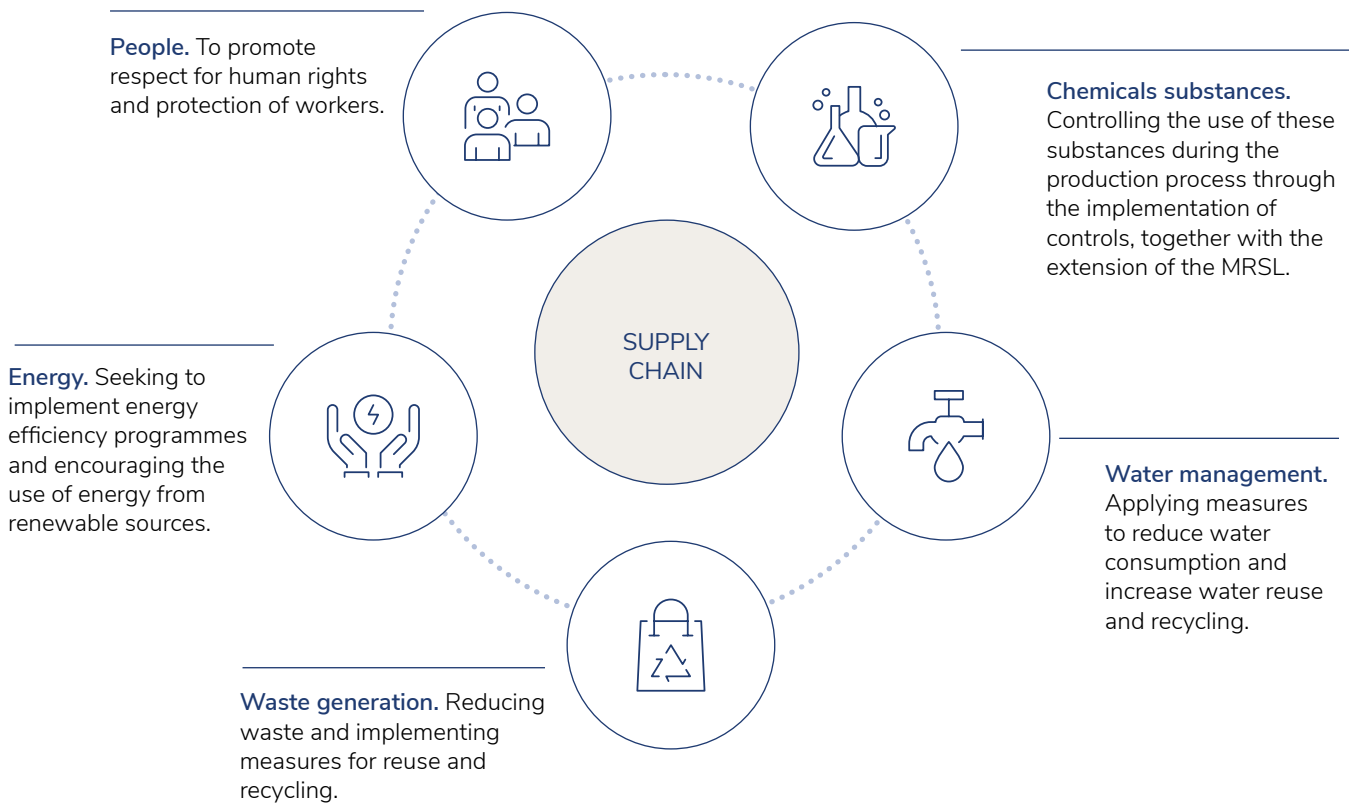 People. To promote
respect for human rights
and protection of workers.
Chemicals substances.
Controlling the use of these
substances during the
production process through
the implementation of
controls, together with the
extension of the MRSL.
SUPPLY
CHAIN
Energy. Seeking to
implement energy
efficiency programmes
and encouraging the
use of energy from
renewable sources.
Water management.
Applying measures
to reduce water
consumption and
increase water reuse
and recycling.
Waste generation. Reducing
waste and implementing
measures for reuse and
recycling.